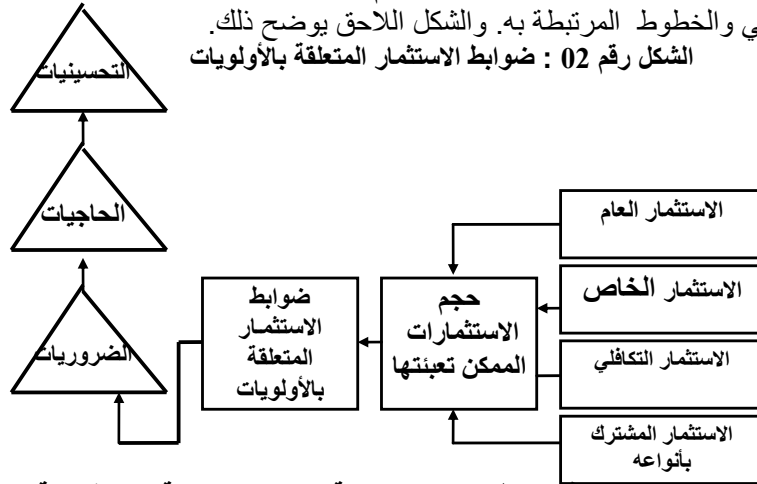 ي والخطوط المرتبطة به. والشكل اللاحق يوضح ذلك.
الشكل رقم 02 : ضوابط الاستثمار المتعلقة بالأولويات
التحسينيات
الحاجيات
الضروريات
ضوابط
الاستثمار
المتعلقة
بالأولويات
حجم
الاستثمارات
الممكن تعبئتها
الاستثمار العام
الاستثمار الخاص
الاستثمار التكافلي
الاستثمار المشترك
بأنواعه